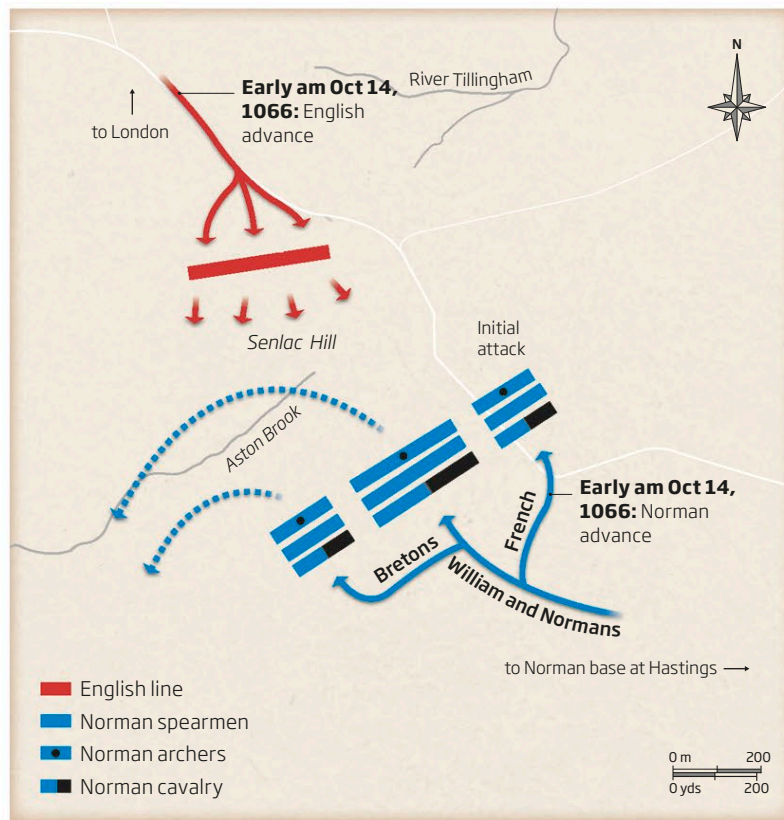 N
Early am Oct 14,
1066: English
advance
River Tillingham
to London
Senlac Hill
Initial
attack
Aston Brook
Early am Oct 14,
1066: Norman
advance
French
Bretons
William and Normans
to Norman base at Hastings
English line
Norman spearmen
Norman archers
Norman cavalry
0 m 200
0 yds 200